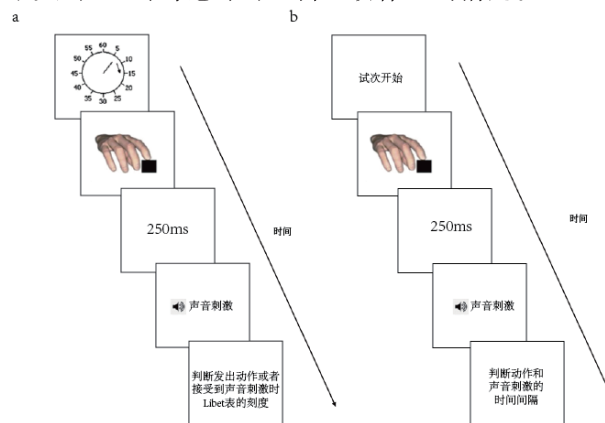 a
b
55 60 5
50 10
45 15
40 20
35 30 25
试次开始
250ms
250ms
时间
时间
声音刺激
声音刺激
判断发出动作或者
接受到声音刺激时
Libet表的刻度
判断动作和
声音刺激的
时间间隔